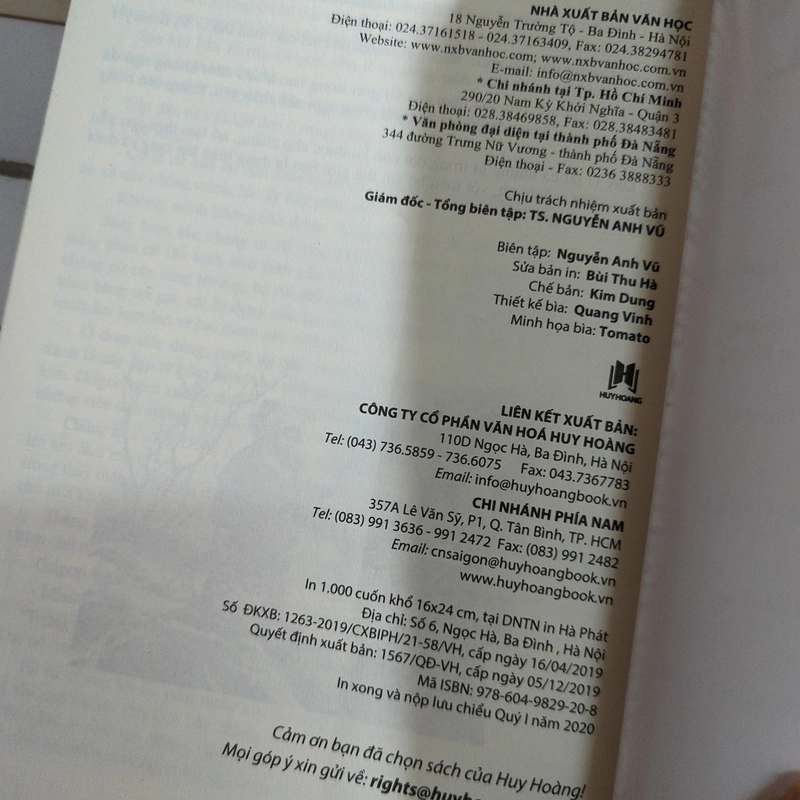 NHÀ XUẤT BẢN VĂN HỌC
18 Nguyễn Trường Tộ - Ba Đình - Hà Nội
Điện thoại: 024.37161518 - 024.37163409, Fax: 024.38294781
Website: www.nxbvanhoc.com; www.nxbvanhoc.com.vn
E-mail: info@nxbvanhoc.com.vn
* Chi nhánh tại Tp. Hồ Chí Minh
290/20 Nam Kỳ Khởi Nghĩa - Quận 3
Điện thoại: 028.38469858, Fax: 028.38483481
* Văn phòng đại diện tại thành phố Đà Nẵng
344 đường Trưng Nữ Vương - thành phố Đà Nẵng
Điện thoại - Fax: 0236 3888333
Chịu trách nhiệm xuất bản
Giám đốc - Tổng biên tập: TS. NGUYỄN ANH VŨ
Biên tập: Nguyễn Anh Vũ
Sửa bản in: Bùi Thu Hà
Chế bản: Kim Dung
Thiết kế bìa: Quang Vinh
Minh họa bìa: Tomato
HUYHOANG
LIÊN KẾT XUẤT BẢN:
CÔNG TY CỔ PHẦN VĂN HOÁ HUY HOÀNG
110D Ngọc Hà, Ba Đình, Hà Nội
Tel: (043) 736.5859 - 736.6075 Fax: 043.7367783
Email: info@huyhoangbook.vn
CHI NHÁNH PHÍA NAM
357A Lê Văn Sỹ, P1, Q. Tân Bình, TP. HCM
Tel: (083) 991 3636 - 991 2472 Fax: (083) 991 2482
Email: cnsaigon@huyhoangbook.vn
www.huyhoangbook.vn
In 1.000 cuốn khổ 16x24 cm, tại DNTN in Hà Phát
Địa chỉ: Số 6, Ngọc Hà, Ba Đình , Hà Nội
Số ĐKXB: 1263-2019/CXBIPH/21-58/VH, cấp ngày 16/04/2019
Quyết định xuất bản: 1567/QĐ-VH, cấp ngày 05/12/2019
Mã ISBN: 978-604-9829-20-8
In xong và nộp lưu chiểu Quý I năm 2020
Cảm ơn bạn đã chọn sách của Huy Hoàng!
Mọi góp ý xin gửi về: